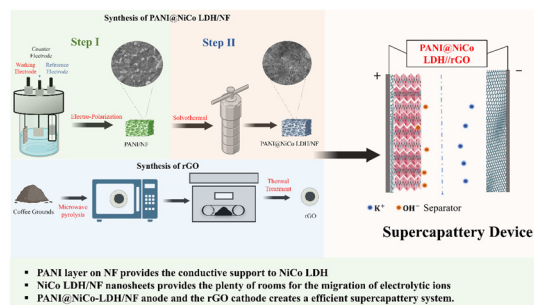 Synthesis of PANI@NiCo LDH/NF
Step I
Step II
Counter
Electrode
Working
Electrode
Reference
Electrode
Electro-Polarization
PANI/NF
Solvothermal
PANI@NiCo LDH/NF
Synthesis of rGO
Coffee Grounds
Microwave
pyrolysis
Thermal
Treatment
rGO
PANI@NiCo
LDH//rGO
+
−
K+
OH−
Separator
Supercapattery Device
▪ PANI layer on NF provides the conductive support to NiCo LDH
▪ NiCo LDH/NF nanosheets provides the plenty of rooms for the migration of electrolytic ions
▪ PANI@NiCo-LDH/NF anode and the rGO cathode creates a efficient supercapattery system.